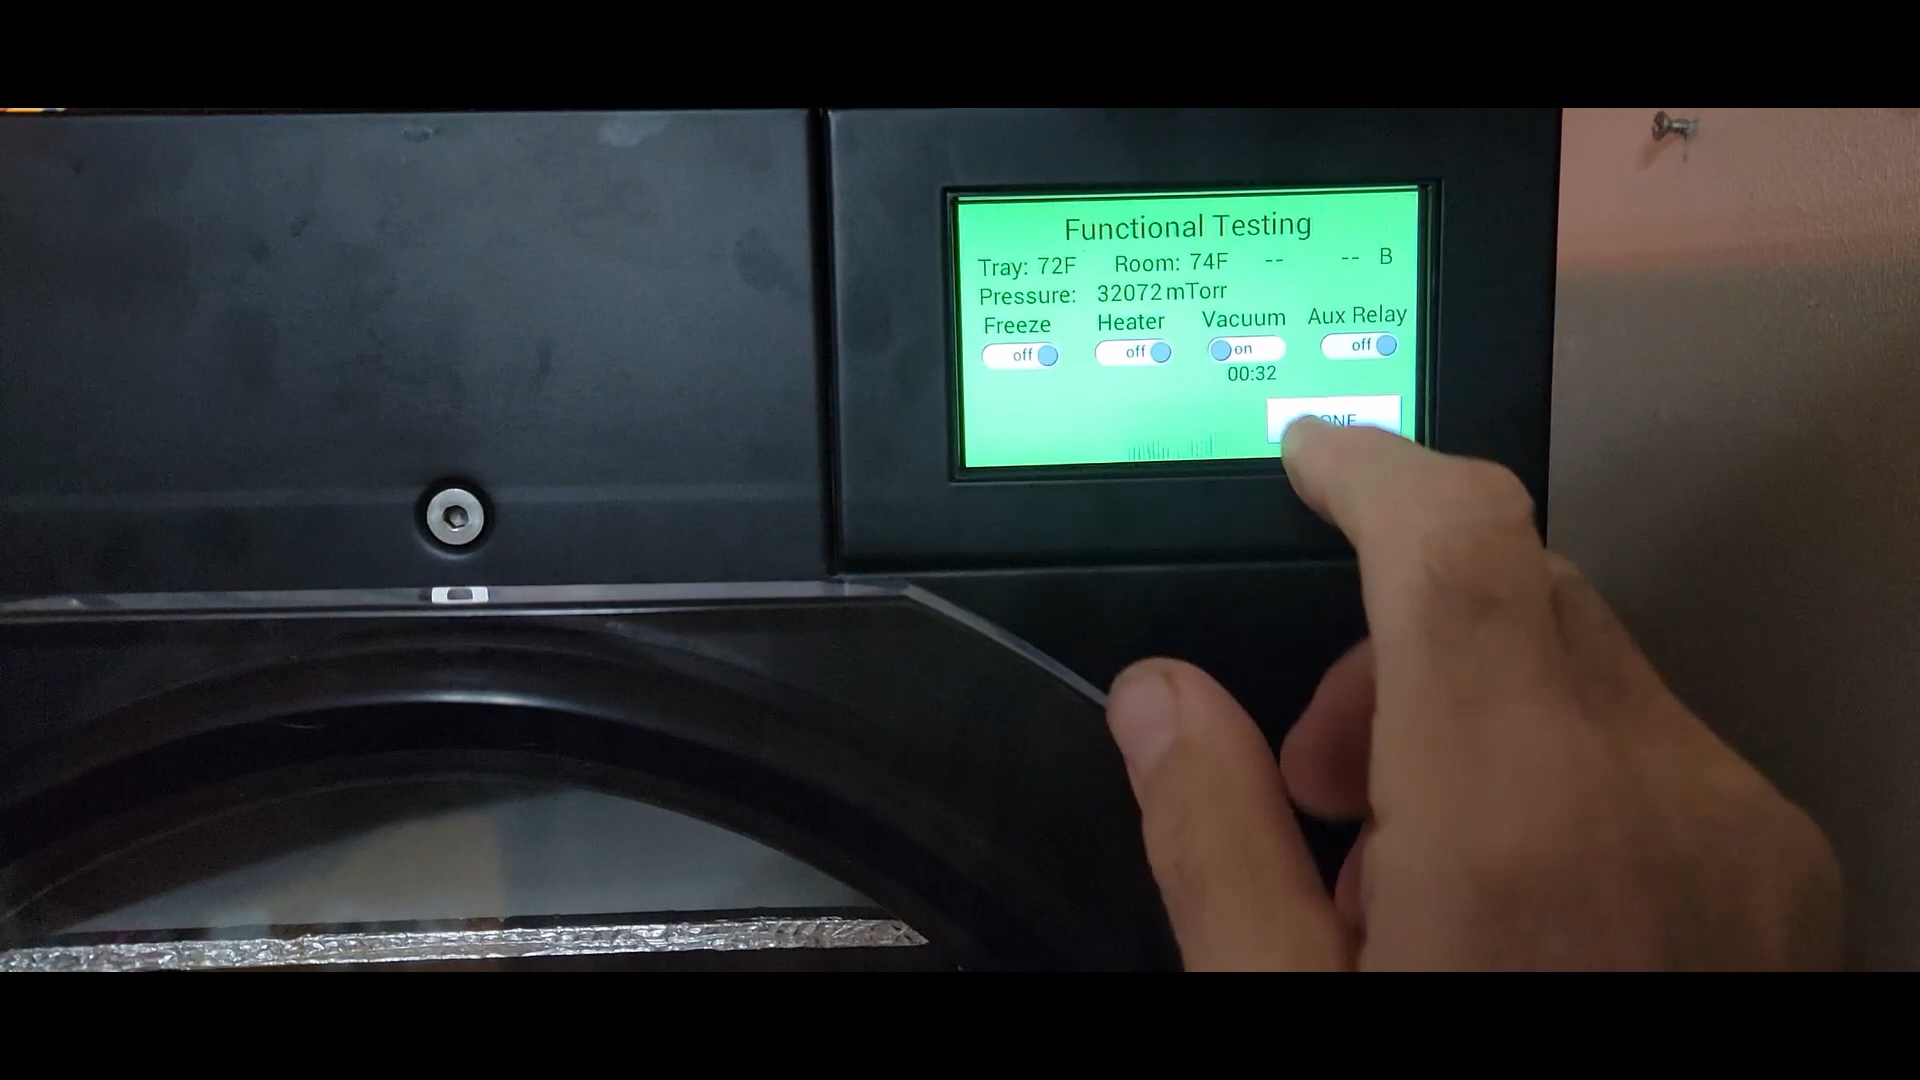 Functional Testing
Tray: 72F Room: 74F -- -- B
Pressure: 32072 mTorr
Freeze Heater Vacuum Aux Relay
off off on off
00:32